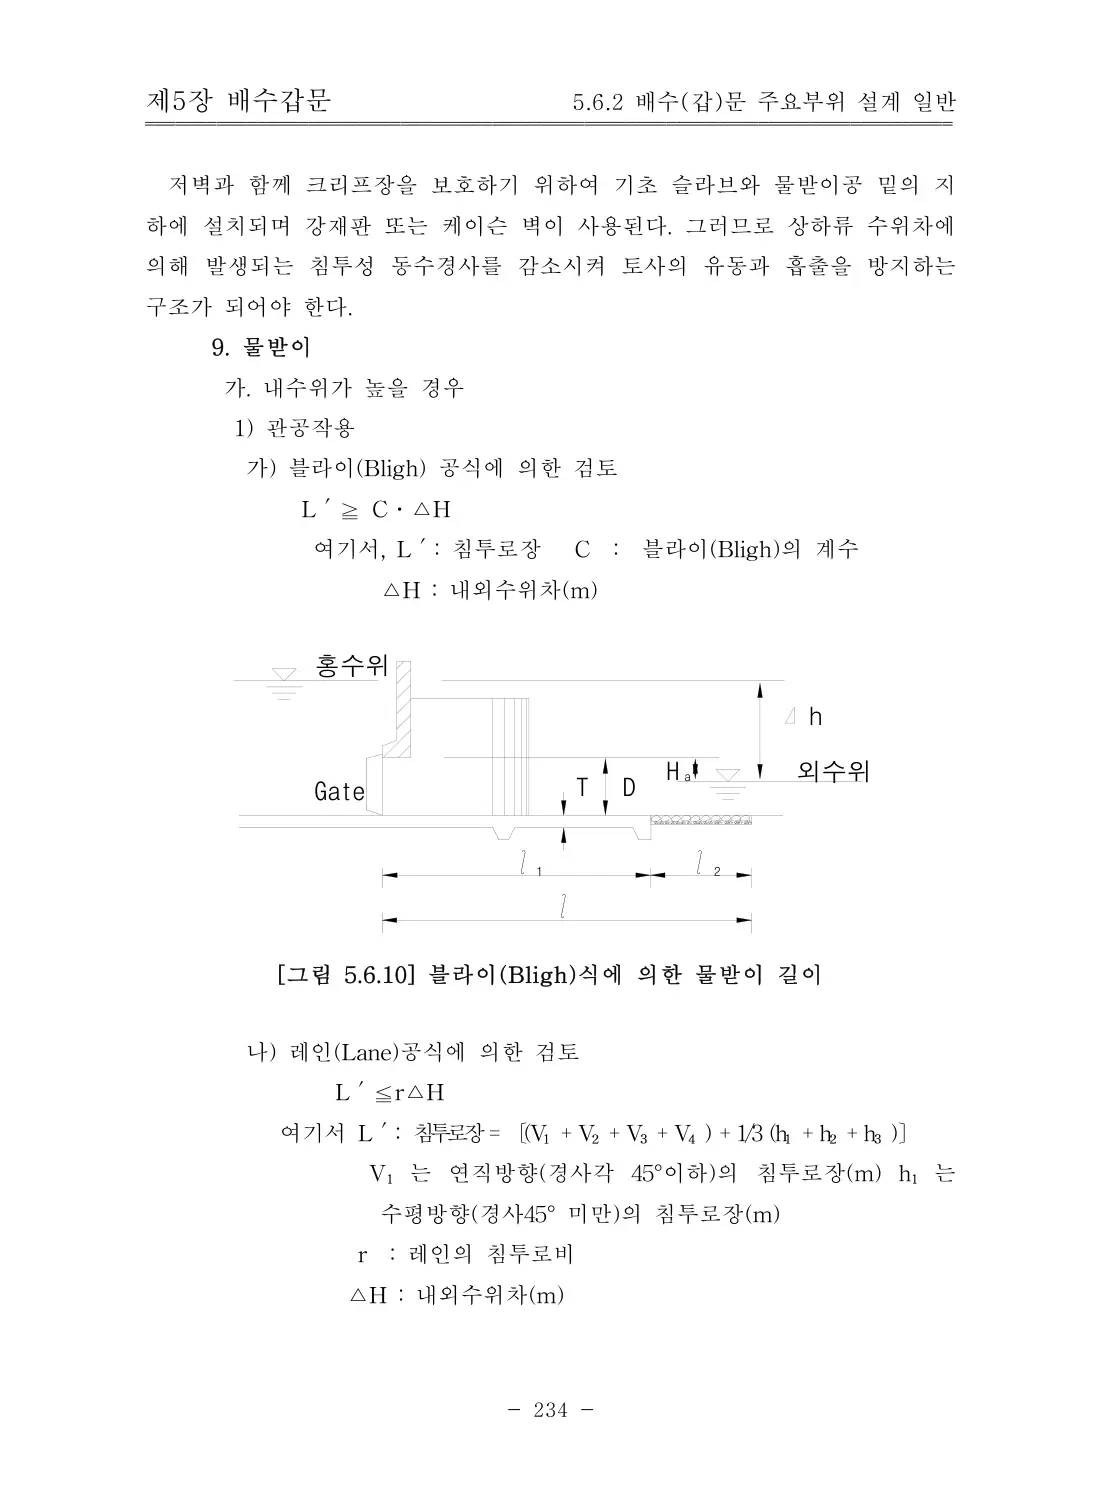 제5장 배수갑문 5.6.2 배수(갑)문 주요부위 설계 일반
저벽과 함께 크리프장을 보호하기 위하여 기초 슬라브와 물받이공 밑의 지
하에 설치되며 강재판 또는 케이슨 벽이 사용된다. 그러므로 상하류 수위차에
의해 발생되는 침투성 동수경사를 감소시켜 토사의 유동과 흡출을 방지하는
구조가 되어야 한다.
9. 물받이
가. 내수위가 높을 경우
1) 관공작용
가) 블라이(Bligh) 공식에 의한 검토
L′≧ C·△H
여기서, L′: 침투로장 C : 블라이(Bligh)의 계수
△H : 내외수위차(m)
홍수위
⊿ h
Ha 외수위
Gate T D
l1 l2
l
[그림 5.6.10] 블라이(Bligh)식에 의한 물받이 길이
나) 레인(Lane)공식에 의한 검토
L′≦r△H
여기서 L′: 침투로장 = [(V₁ + V₂ + V₃ + V₄ ) + 1/3 (h₁ + h₂ + h₃ )]
V₁ 는 연직방향(경사각 45°이하)의 침투로장(m) h₁ 는
수평방향(경사45° 미만)의 침투로장(m)
r : 레인의 침투로비
△H : 내외수위차(m)
- 234 -